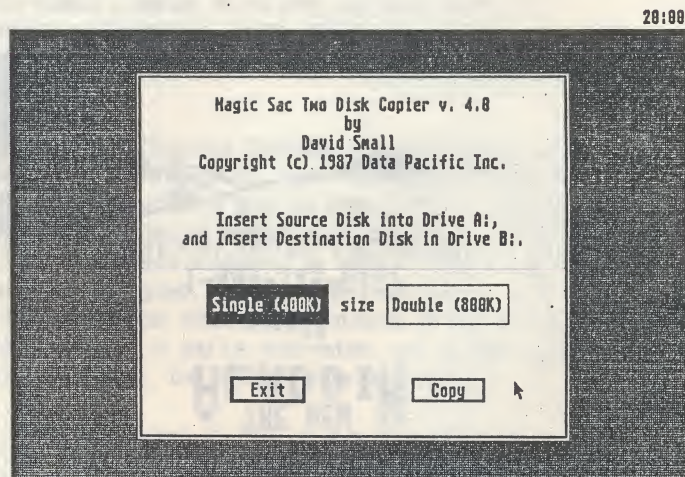 20:00
Magic Sac Two Disk Copier v. 4.0
by
David Small
Copyright (c) 1987 Data Pacific Inc.
Insert Source Disk into Drive A:,
and Insert Destination Disk in Drive B:.
Single (400K) size Double (800K)
Exit Copy